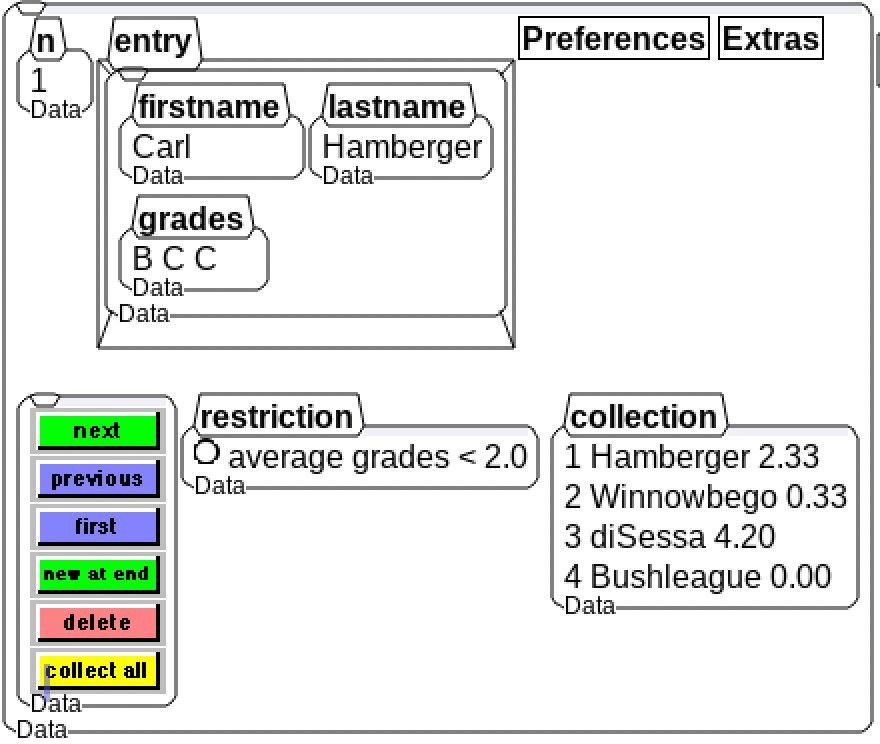 n
1
Data
entry
firstname
Carl
Data
lastname
Hamberger
Data
grades
B C C
Data
Data
Preferences
Extras
next
previous
first
new at end
delete
collect all
Data
restriction
average grades < 2.0
Data
collection
1 Hamberger 2.33
2 Winnowbego 0.33
3 diSessa 4.20
4 Bushleague 0.00
Data
Data